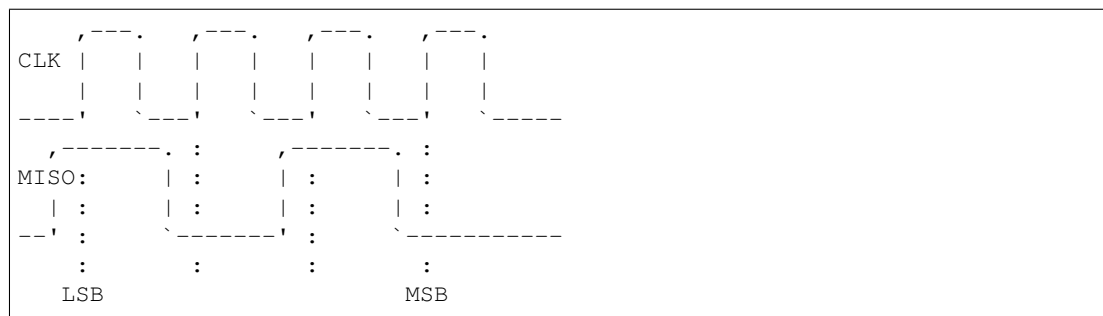 ,---.   ,---.   ,---.   ,---.
CLK |   |   |   |   |   |   |   |
    |   |   |   |   |   |   |   |
----'   `---'   `---'   `---'   `-----
  ,-------. :     ,-------. :
MISO:     | :     | :     | :
  | :     | :     | :     | :
--' :     `-------' :     `-----------
    :       :       :       :
   LSB                     MSB